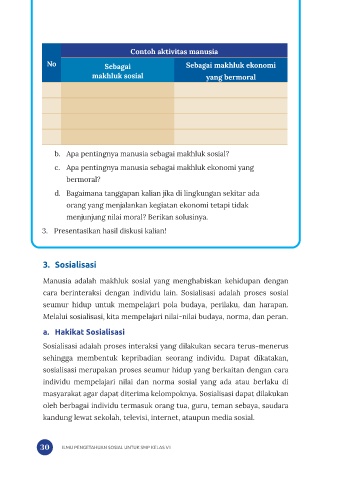 Contoh aktivitas manusia
No
Sebagai
makhluk sosial
Sebagai makhluk ekonomi
yang bermoral
b. Apa pentingnya manusia sebagai makhluk sosial?
c. Apa pentingnya manusia sebagai makhluk ekonomi yang
bermoral?
d. Bagaimana tanggapan kalian jika di lingkungan sekitar ada
orang yang menjalankan kegiatan ekonomi tetapi tidak
menjunjung nilai moral? Berikan solusinya.
3. Presentasikan hasil diskusi kalian!
3. Sosialisasi
Manusia adalah makhluk sosial yang menghabiskan kehidupan dengan
cara berinteraksi dengan individu lain. Sosialisasi adalah proses sosial
seumur hidup untuk mempelajari pola budaya, perilaku, dan harapan.
Melalui sosialisasi, kita mempelajari nilai-nilai budaya, norma, dan peran.
a. Hakikat Sosialisasi
Sosialisasi adalah proses interaksi yang dilakukan secara terus-menerus
sehingga membentuk kepribadian seorang individu. Dapat dikatakan,
sosialisasi merupakan proses seumur hidup yang berkaitan dengan cara
individu mempelajari nilai dan norma sosial yang ada atau berlaku di
masyarakat agar dapat diterima kelompoknya. Sosialisasi dapat dilakukan
oleh berbagai individu termasuk orang tua, guru, teman sebaya, saudara
kandung lewat sekolah, televisi, internet, ataupun media sosial.
30 ILMU PENGETAHUAN SOSIAL UNTUK SMP KELAS VII